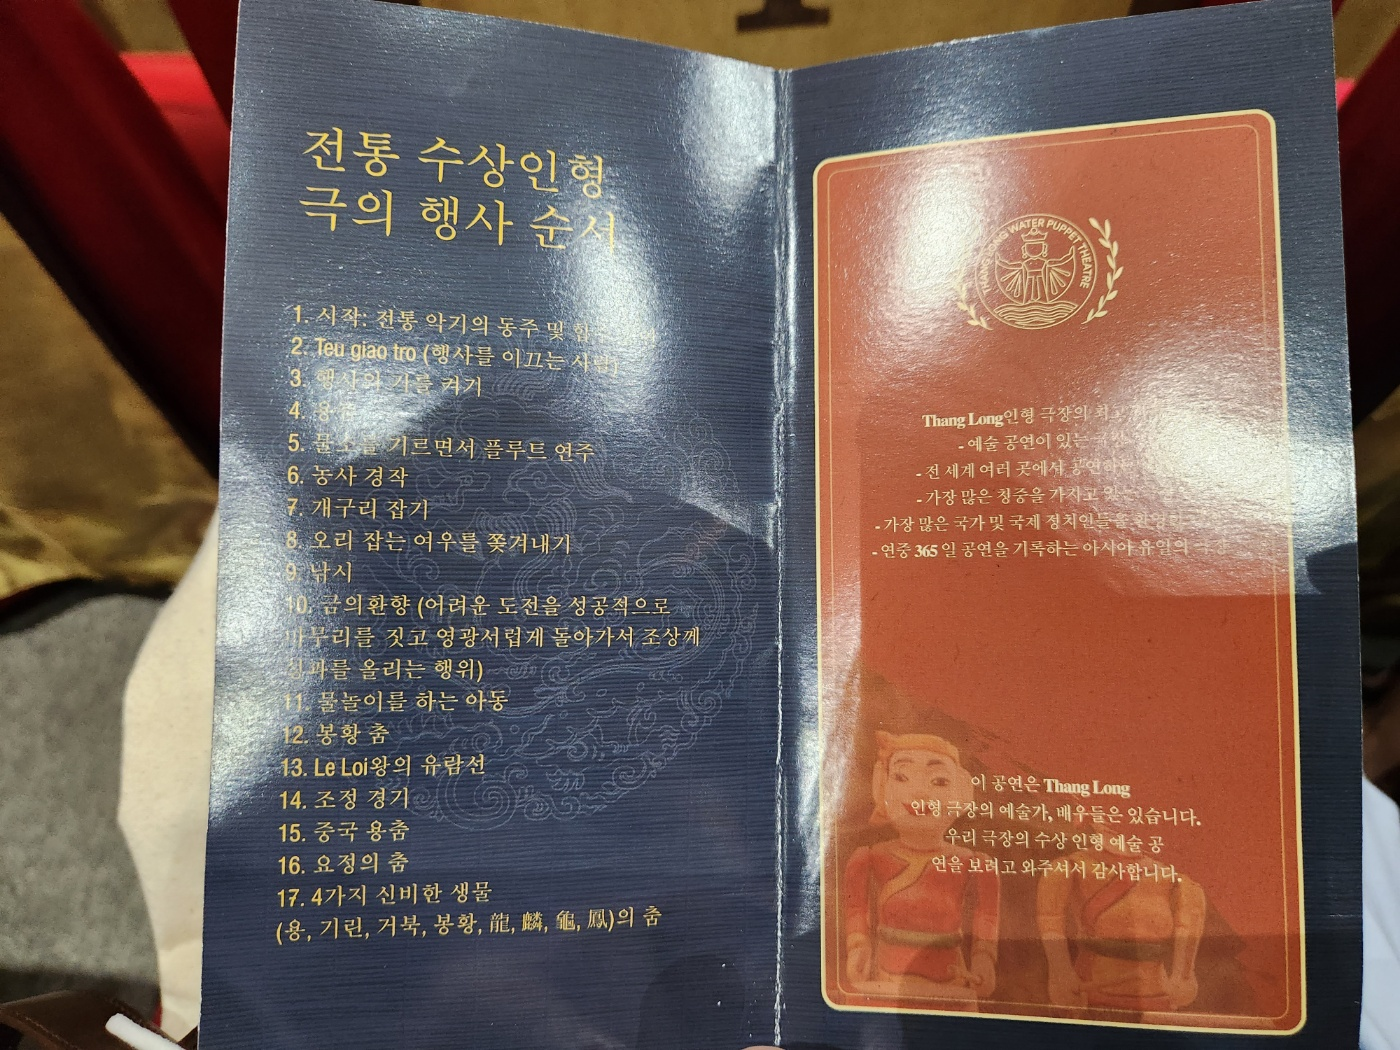 전통 수상인형
극의 행사 순서
1. 시작: 전통 악기의 동주 및
2. Teu giao tro (행사를 이끄는 사람)
3. 행사의 기를 켜기
4.
5. 물소를 기르면서 플루트 연주
6. 농사 경작
7. 개구리 잡기
8. 오리 잡는 여우를 쫓겨내기
9. 낚시
10. 금의환향 (어려운 도전을 성공적으로
마무리를 짓고 영광서럽게 돌아가서 조상께
성과를 올리는 행위)
11. 물놀이를 하는 아동
12. 봉황 춤
13. Le Loi왕의 유람선
14. 조정 경기
15. 중국 용춤
16. 요정의 춤
17. 4가지 신비한 생물
(용, 기린, 거북, 봉황, 龍, 麟, 龜, 鳳)의 춤
THANG LONG WATER PUPPET THEATRE
Thang Long인형 극장의
- 예술 공연이 있는
- 전 세계 여러 곳에서
- 가장 많은 청중을 가지고
- 가장 많은 국가 및 국제 정치인들을
- 연중 365 일 공연을 기록하는 아시아 유일의 극장
이 공연은 Thang Long
인형 극장의 예술가, 배우들은 있습니다.
우리 극장의 수상 인형 예술 공
연을 보려고 와주셔서 감사합니다.